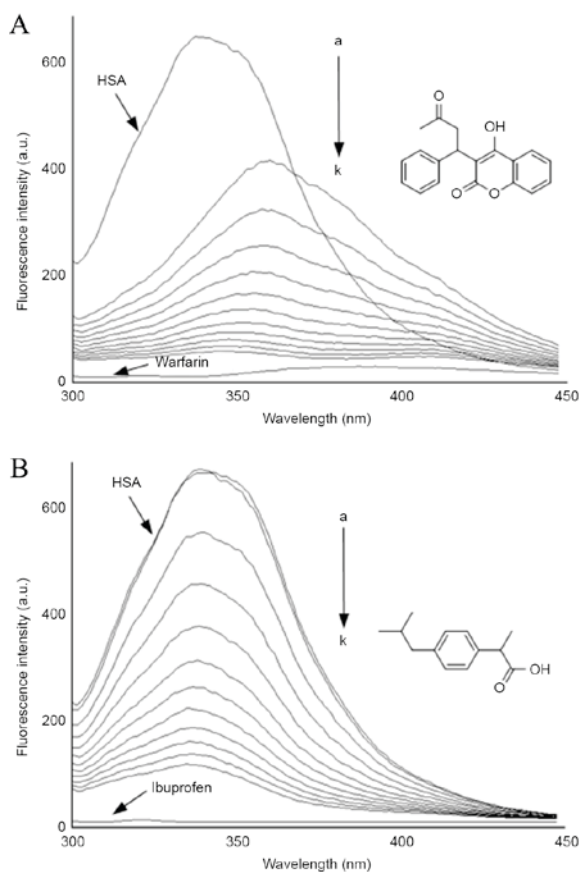 A
600
400
200
0
Fluorescence intensity (a.u.)
HSA
a
k
Warfarin
O
OH
O
O
300
350
400
450
Wavelength (nm)
B
600
400
200
0
Fluorescence intensity (a.u.)
HSA
a
k
Ibuprofen
OH
O
300
350
400
450
Wavelength (nm)